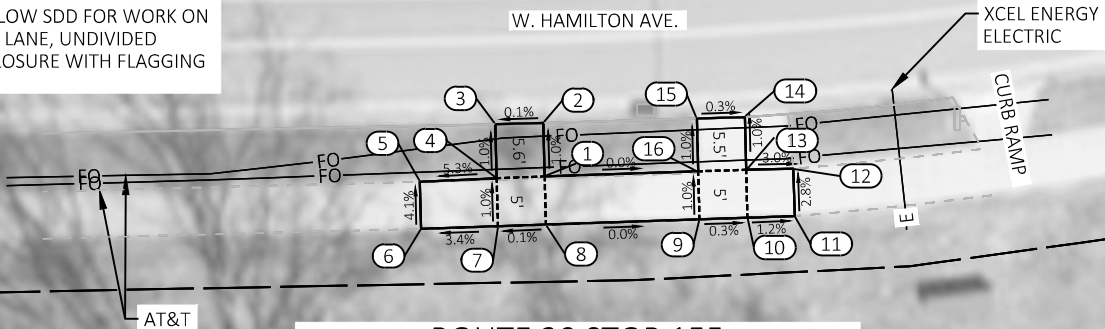 LOW SDD FOR WORK ON
LANE, UNDIVIDED
LOSURE WITH FLAGGING
W. HAMILTON AVE.
XCEL ENERGY
ELECTRIC
CURB RAMP
3
0.1%
2
15
0.3%
14
5
4
1.0%
5.6'
1.0%
FO
1
16
1.0%
5.5'
1.0%
FO
13
FO
FO
5.3%
FO
0.0%
3.0%
FO
12
FO
FO
4.1%
1.0%
5'
1.0%
5'
2.8%
E
6
3.4%
7
0.1%
8
0.0%
9
0.3%
10
1.2%
11
AT&T